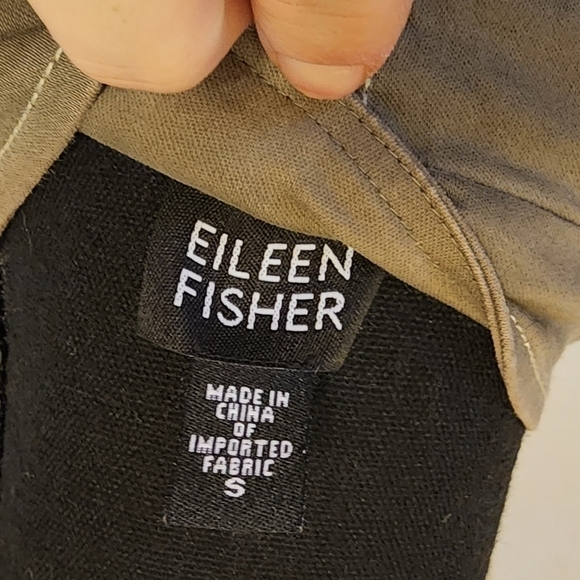 EILEEN
FISHER
MADE IN
CHINA
OF
IMPORTED
FABRIC
S